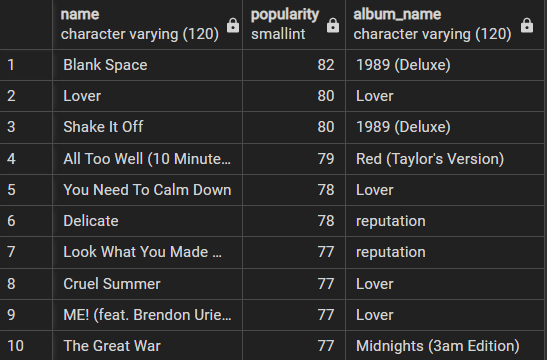 name popularity album_name
character varying (120) smallint character varying (120)
1 Blank Space 82 1989 (Deluxe)
2 Lover 80 Lover
3 Shake It Off 80 1989 (Deluxe)
4 All Too Well (10 Minute... 79 Red (Taylor's Version)
5 You Need To Calm Down 78 Lover
6 Delicate 78 reputation
7 Look What You Made ... 77 reputation
8 Cruel Summer 77 Lover
9 ME! (feat. Brendon Urie... 77 Lover
10 The Great War 77 Midnights (3am Edition)